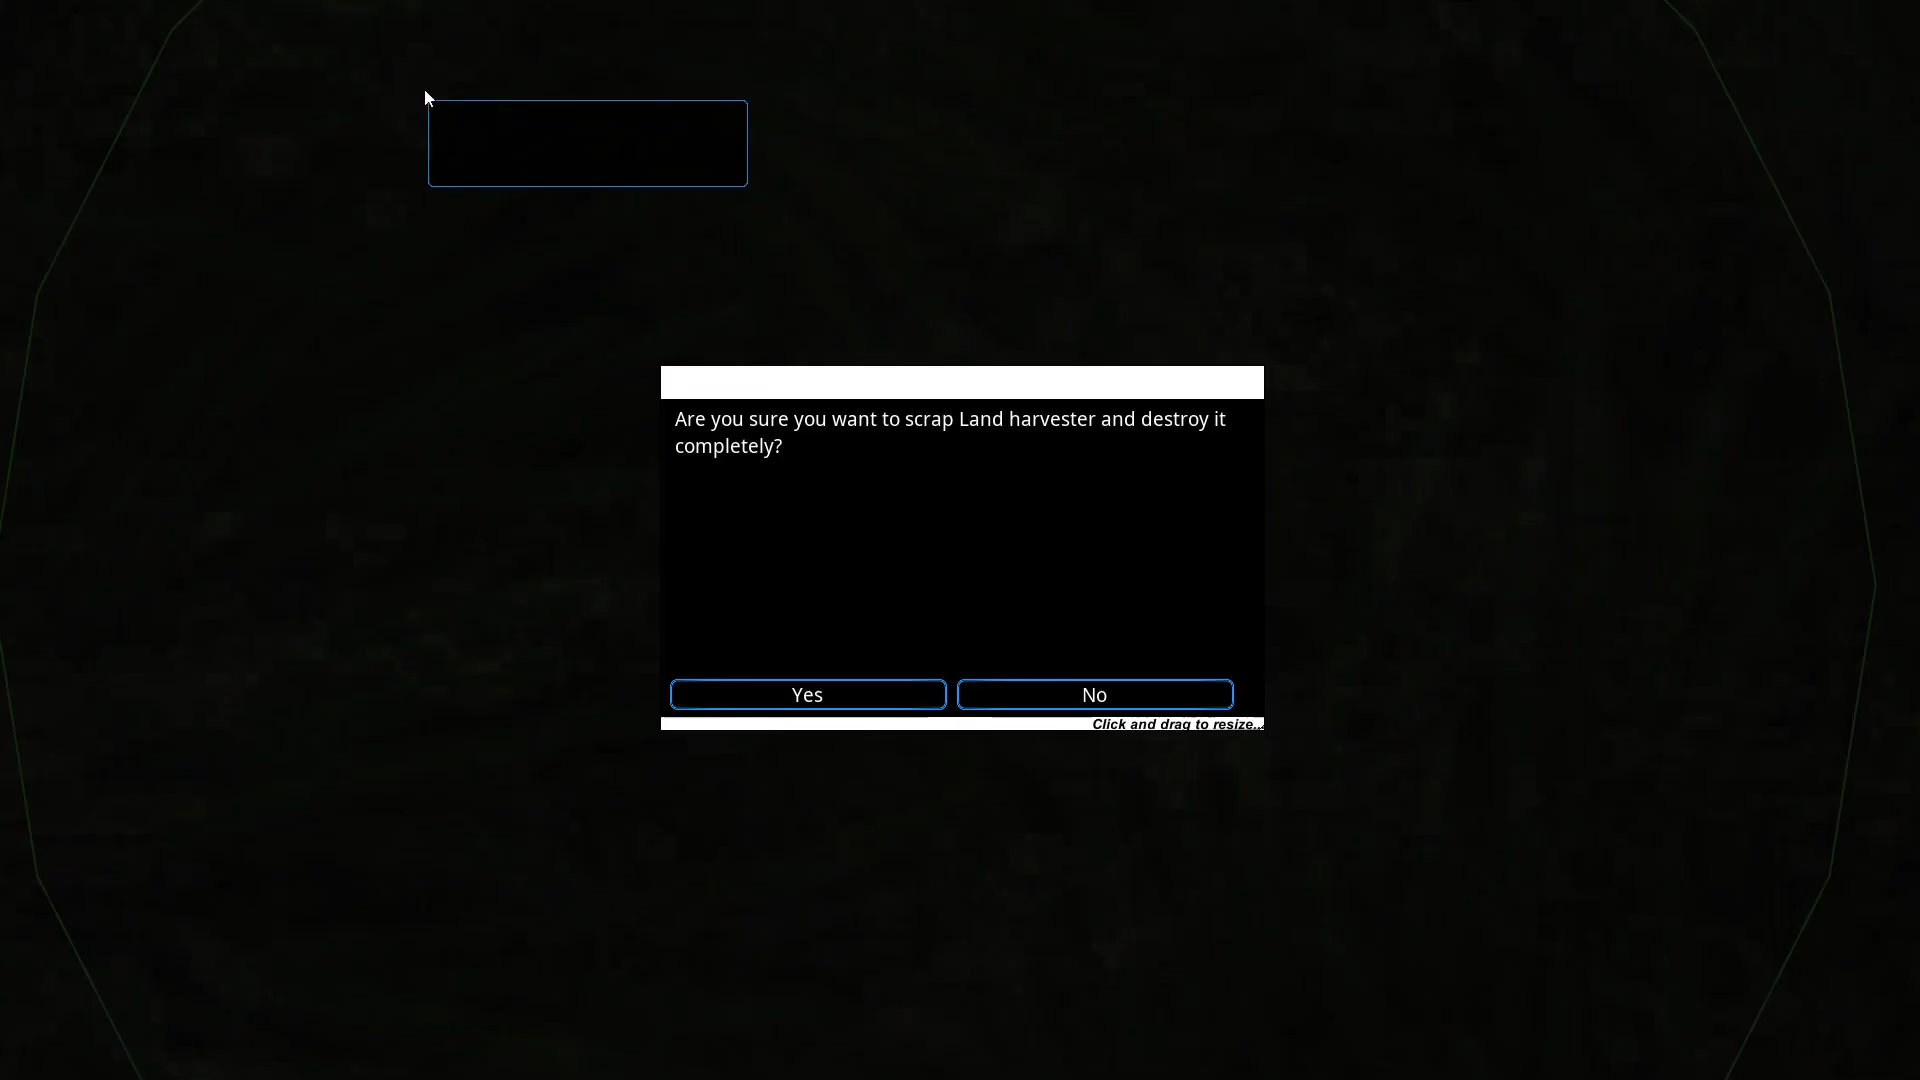 Are you sure you want to scrap Land harvester and destroy it
completely?
Yes
No
Click and drag to resize...